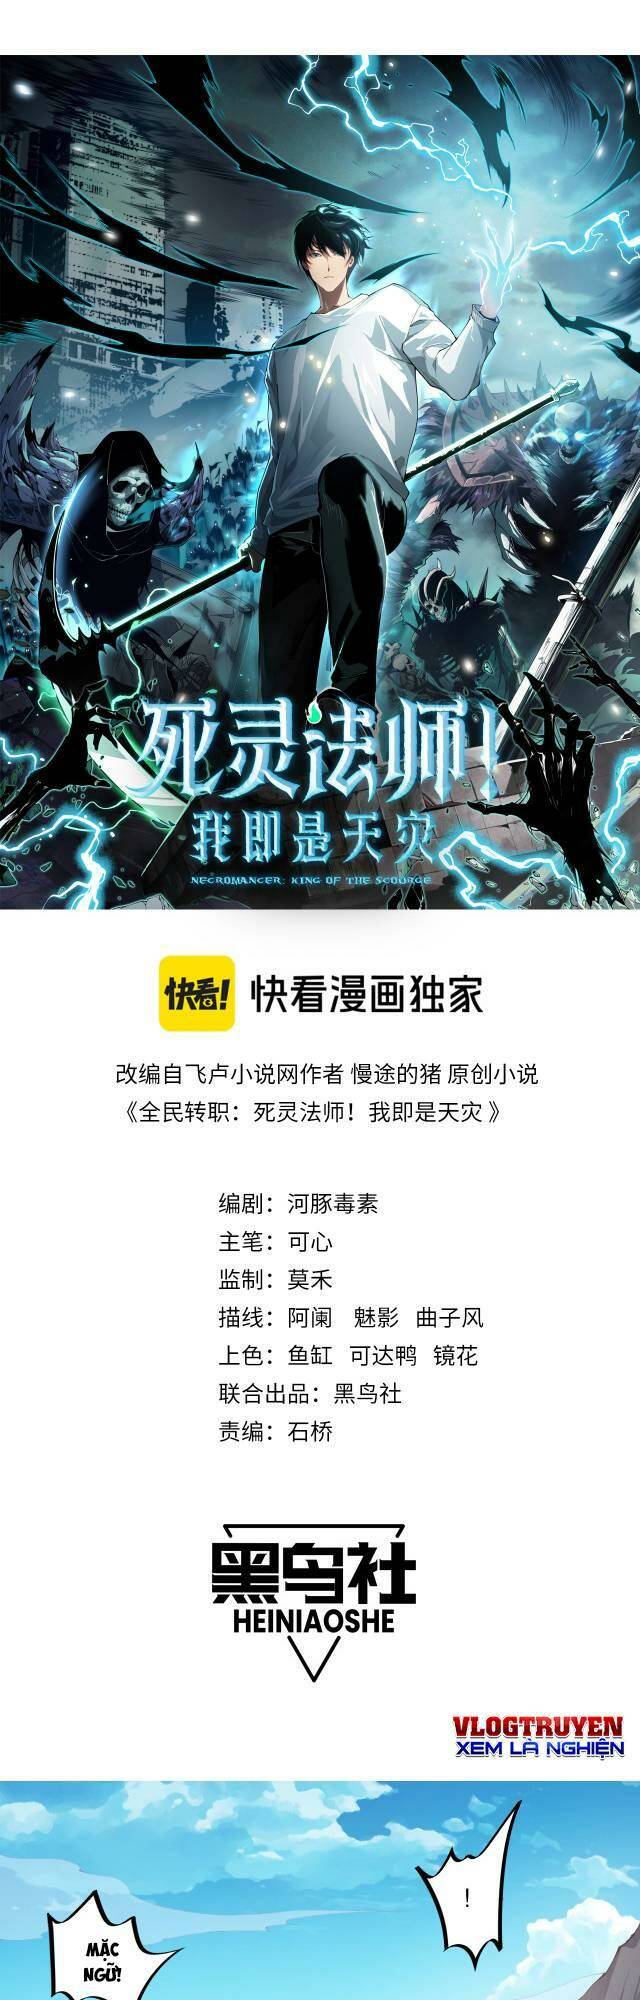 死灵法师！
我即是天灾
NECROMANCER: KING OF THE SCOURGE
快看! 快看漫画独家
改编自飞卢小说网作者 慢途的猪 原创小说
《全民转职：死灵法师！我即是天灾 》
编剧：河豚毒素
主笔：可心
监制：莫禾
描线：阿阑 魅影 曲子风
上色：鱼缸 可达鸭 镜花
联合出品：黑鸟社
责编：石桥
黑鸟社
HEINIAOSHE
VLOGTRUYEN
XEM LÀ NGHIỆN
!
MẶC
NGỮ!